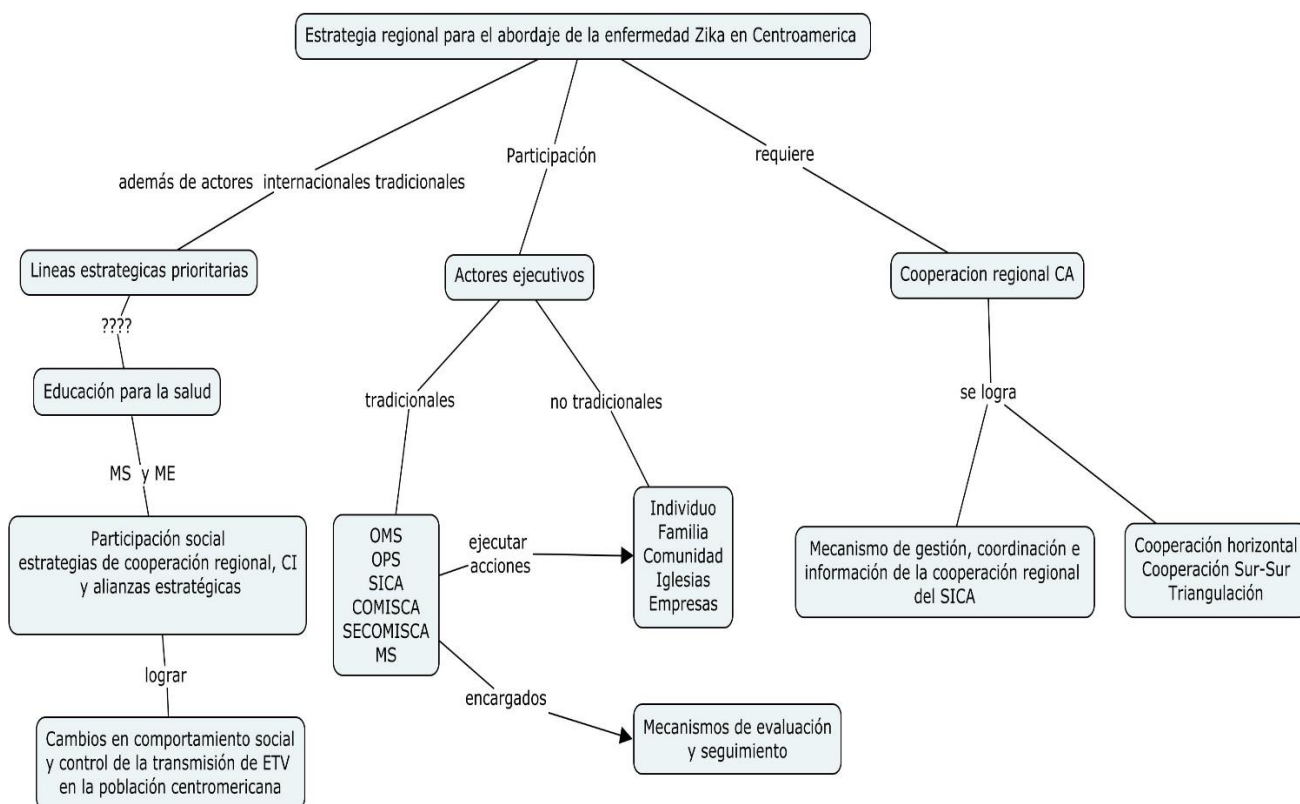 Estrategia regional para el abordaje de la enfermedad Zika en Centroamerica
además de actores internacionales tradicionales
Participación
requiere
Lineas estrategicas prioritarias
Actores ejecutivos
Cooperacion regional CA
????
Educación para la salud
tradicionales
no tradicionales
se logra
MS y ME
Participación social
estrategias de cooperación regional, CI
y alianzas estratégicas
OMS
OPS
SICA
COMISCA
SECOMISCA
MS
ejecutar
acciones
Individuo
Familia
Comunidad
Iglesias
Empresas
Mecanismo de gestión, coordinación e
información de la cooperación regional
del SICA
Cooperación horizontal
Cooperación Sur-Sur
Triangulación
lograr
encargados
Cambios en comportamiento social
y control de la transmisión de ETV
en la población centromericana
Mecanismos de evaluación
y seguimiento